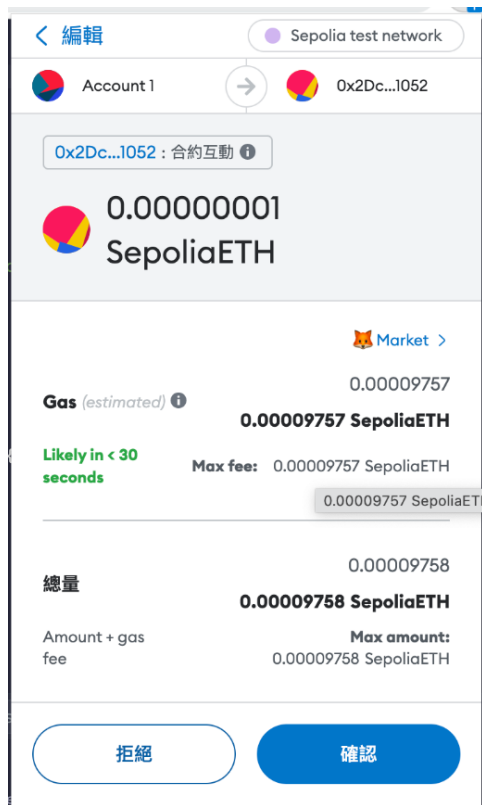 編輯
Sepolia test network
Account 1
0x2Dc...1052
0x2Dc...1052 : 合約互動
0.00000001
SepoliaETH
Market >
0.00009757
Gas (estimated)
0.00009757 SepoliaETH
Likely in < 30
seconds
Max fee: 0.00009757 SepoliaETH
0.00009757 SepoliaET
0.00009758
總量
0.00009758 SepoliaETH
Amount + gas
fee
Max amount:
0.00009758 SepoliaETH
拒絕
確認